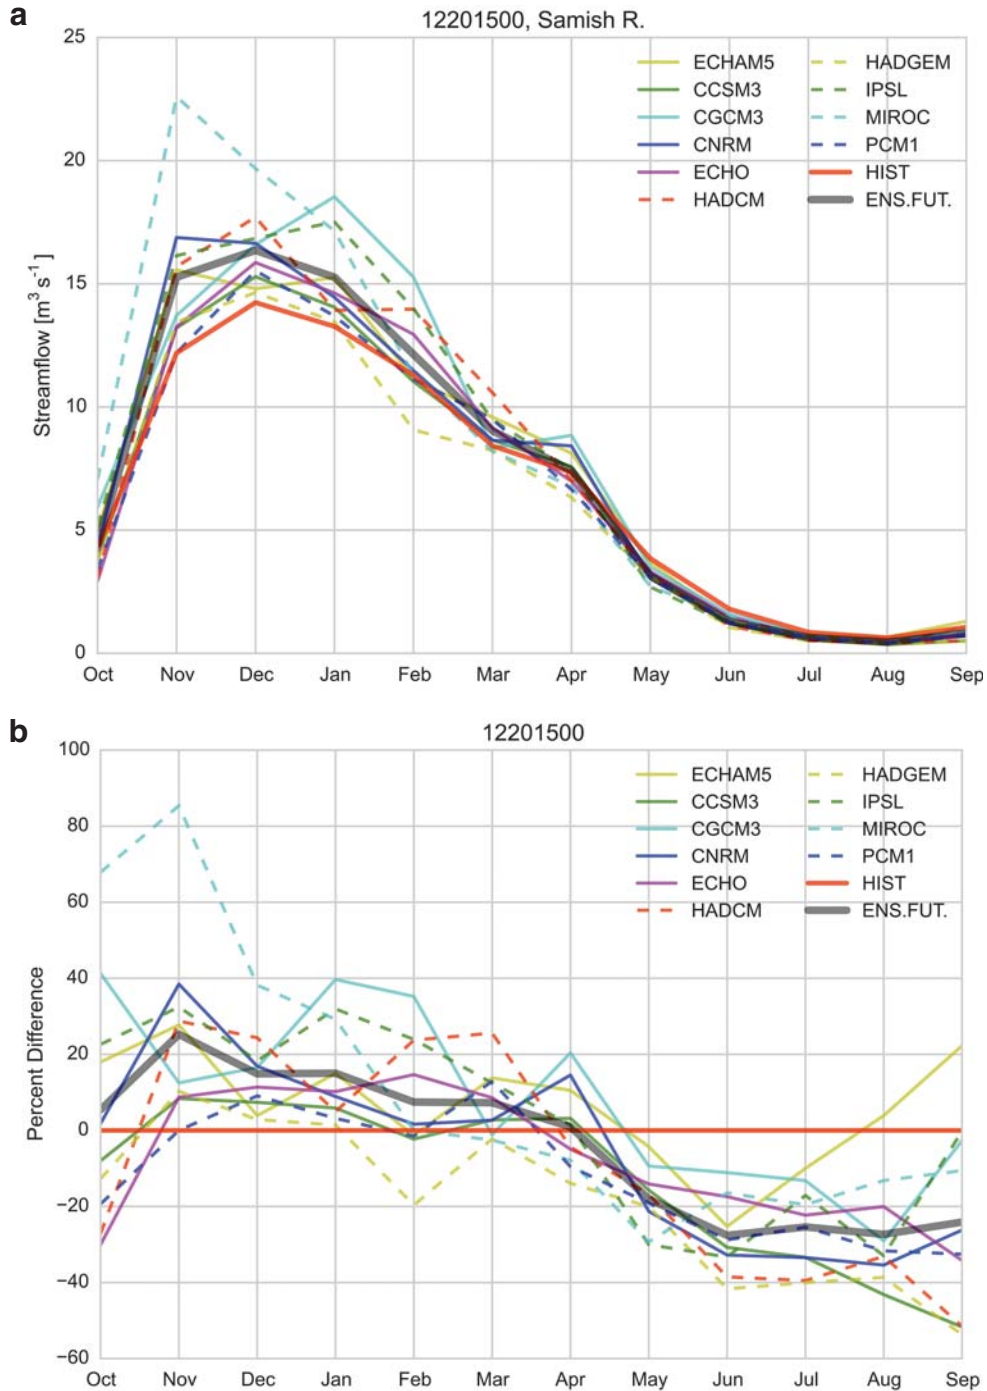 a
12201500, Samish R.
25
20
15
10
5
0
Streamflow [m³ s⁻¹ ]
ECHAM5
CCSM3
CGCM3
CNRM
ECHO
HADCM
HADGEM
IPSL
MIROC
PCM1
HIST
ENS.FUT.
Oct Nov Dec Jan Feb Mar Apr May Jun Jul Aug Sep
b
12201500
100
80
60
40
20
0
−20
−40
−60
Percent Difference
ECHAM5
CCSM3
CGCM3
CNRM
ECHO
HADCM
HADGEM
IPSL
MIROC
PCM1
HIST
ENS.FUT.
Oct Nov Dec Jan Feb Mar Apr May Jun Jul Aug Sep